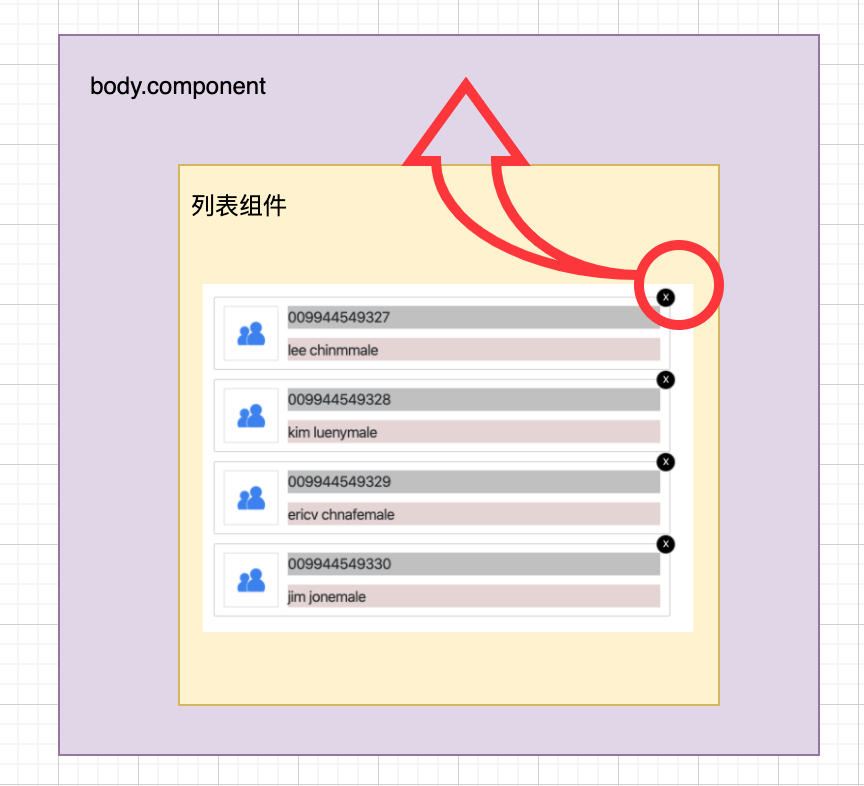 body.component
列表组件
x
009944549327
lee chinmmale
x
009944549328
kim luenymale
x
009944549329
ericv chnafemale
x
009944549330
jim jonemale